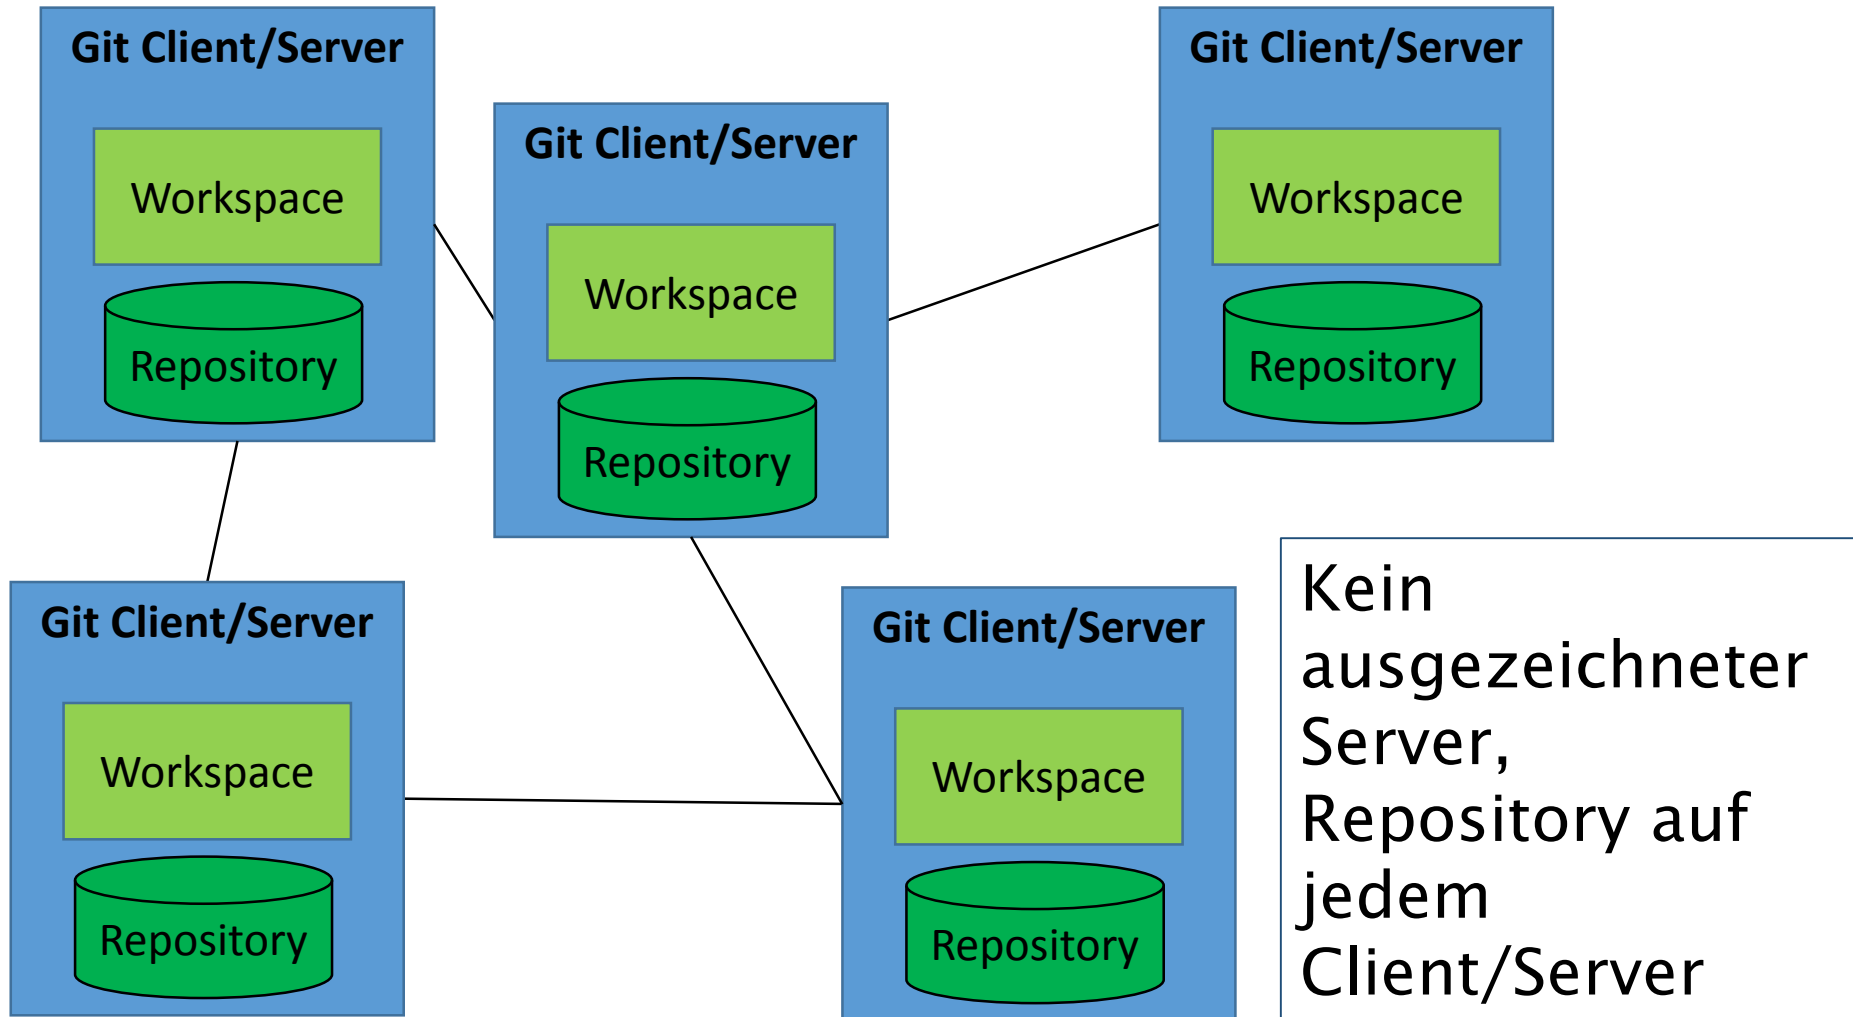 Git Client/Server
Workspace
Repository
Git Client/Server
Workspace
Repository
Git Client/Server
Workspace
Repository
Git Client/Server
Workspace
Repository
Git Client/Server
Workspace
Repository
Kein
ausgezeichneter
Server,
Repository auf
jedem
Client/Server